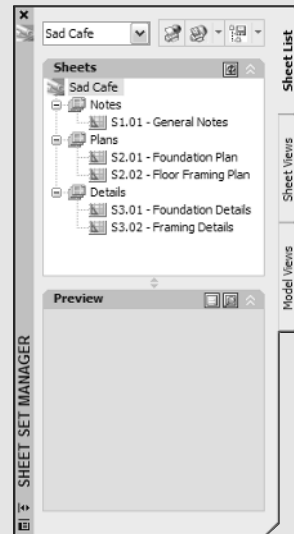 Sad Cafe
Sheets
Sad Cafe
Notes
S1.01 - General Notes
Plans
S2.01 - Foundation Plan
S2.02 - Floor Framing Plan
Details
S3.01 - Foundation Details
S3.02 - Framing Details
Preview
SHEET SET MANAGER
Sheet List
Sheet Views
Model Views